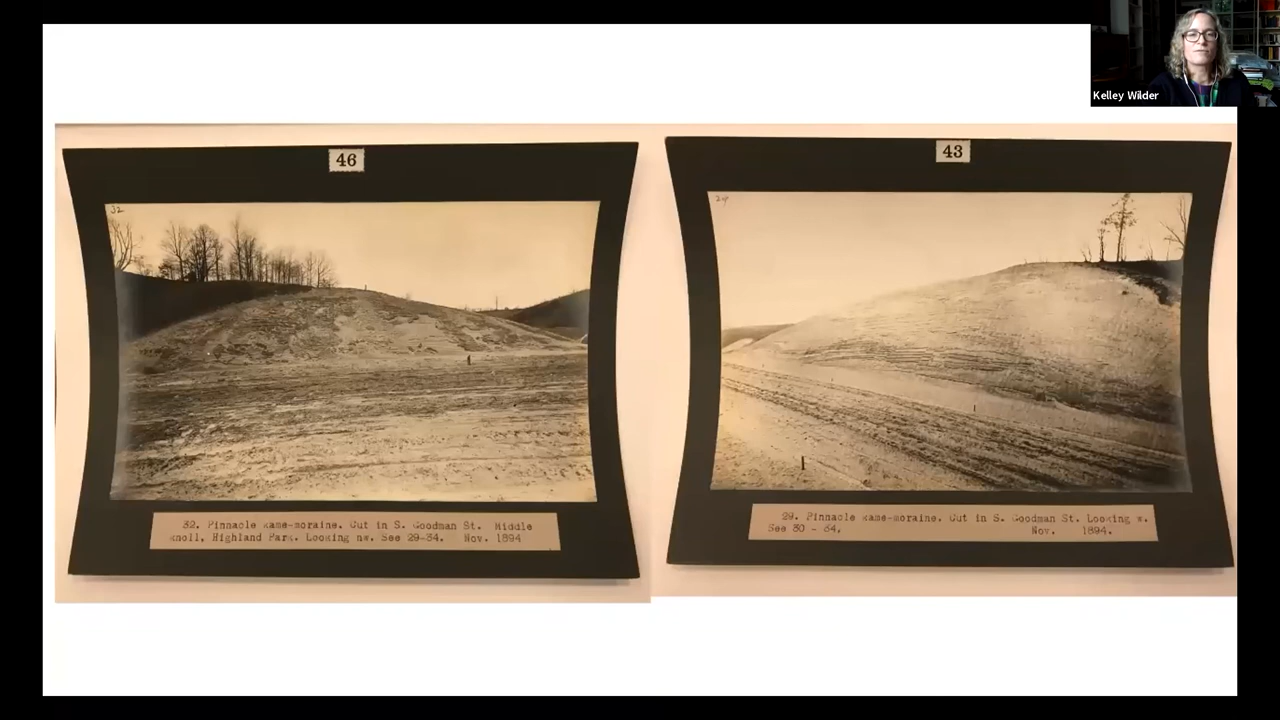 Kelley Wilder
46
32
32. Pinnacle kame-moraine. Cut in S. Goodman St. Middle
knoll, Highland Park. Looking nw. See 29-34. Nov. 1894
43
29
29. Pinnacle kame-moraine. Cut in S. Goodman St. Looking w.
See 30 - 34. Nov. 1894.